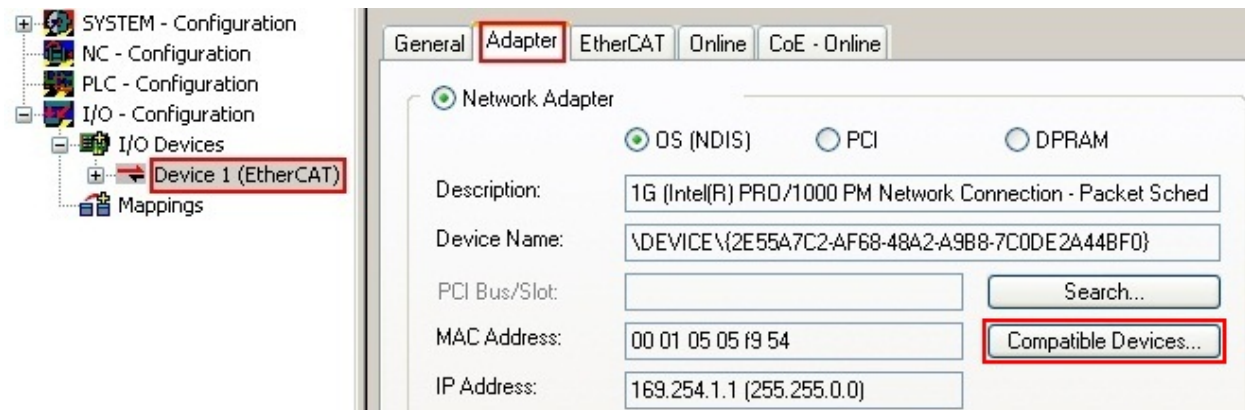 SYSTEM - Configuration
NC - Configuration
PLC - Configuration
I/O - Configuration
I/O Devices
Device 1 (EtherCAT)
Mappings
General
Adapter
EtherCAT
Online
CoE - Online
Network Adapter
OS (NDIS)
PCI
DPRAM
Description:
1G (Intel(R) PRO/1000 PM Network Connection - Packet Sched
Device Name:
\DEVICE\{2E55A7C2-AF68-48A2-A9B8-7C0DE2A44BF0}
PCI Bus/Slot:
Search...
MAC Address:
00 01 05 05 f9 54
Compatible Devices...
IP Address:
169.254.1.1 (255.255.0.0)